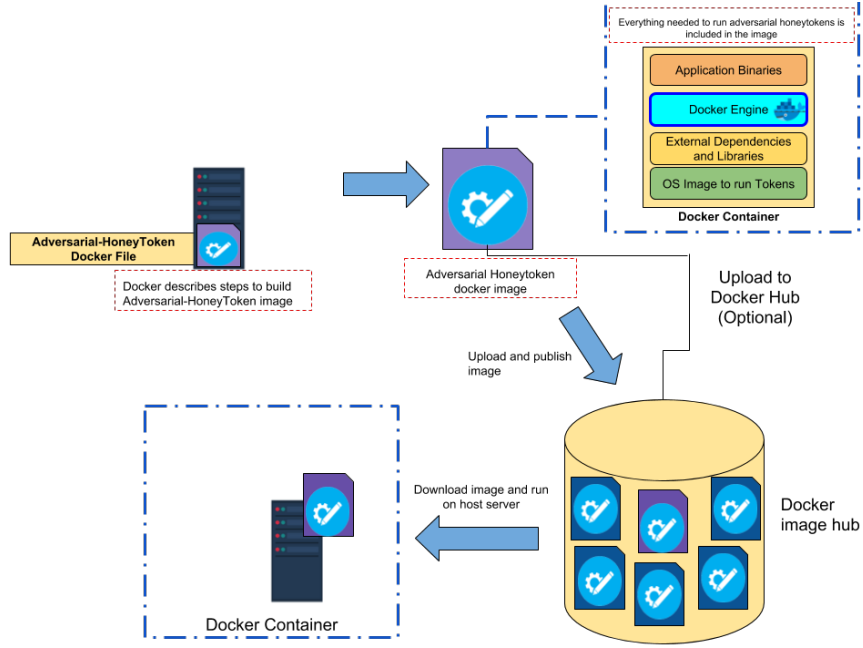 Everything needed to run adversarial honeytokens is
included in the image
Application Binaries
Docker Engine
External Dependencies
and Libraries
OS Image to run Tokens
Docker Container
Adversarial-HoneyToken
Docker File
Docker describes steps to build
Adversarial-HoneyToken image
Adversarial Honeytoken
docker image
Upload to
Docker Hub
(Optional)
Upload and publish
image
Download image and run
on host server
Docker
image hub
Docker Container